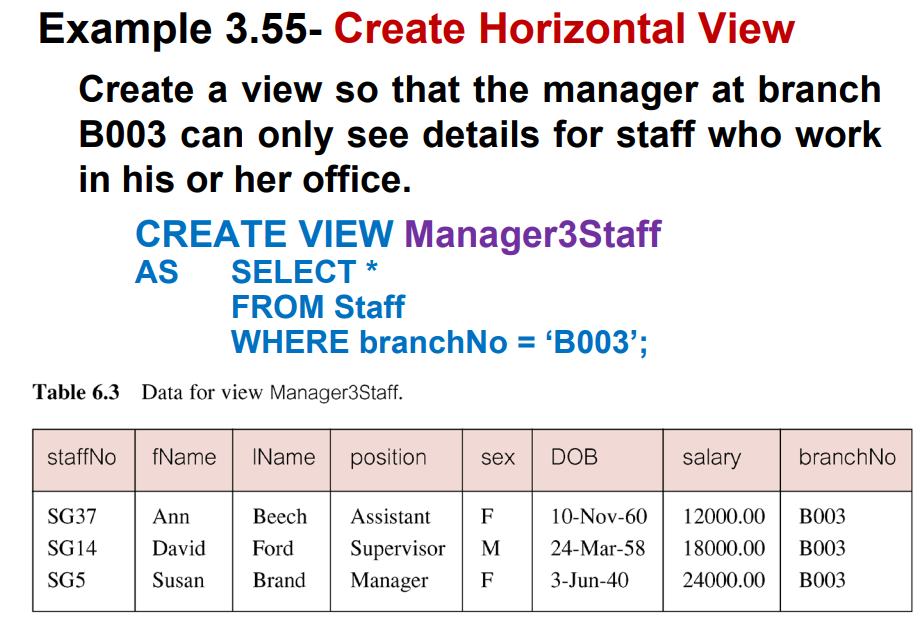 Example 3.55- Create Horizontal View
Create a view so that the manager at branch
B003 can only see details for staff who work
in his or her office.
CREATE VIEW Manager3Staff
AS SELECT *
FROM Staff
WHERE branchNo = ‘B003’;
Table 6.3 Data for view Manager3Staff.
staffNo fName lName position sex DOB salary branchNo
SG37 Ann Beech Assistant F 10-Nov-60 12000.00 B003
SG14 David Ford Supervisor M 24-Mar-58 18000.00 B003
SG5 Susan Brand Manager F 3-Jun-40 24000.00 B003